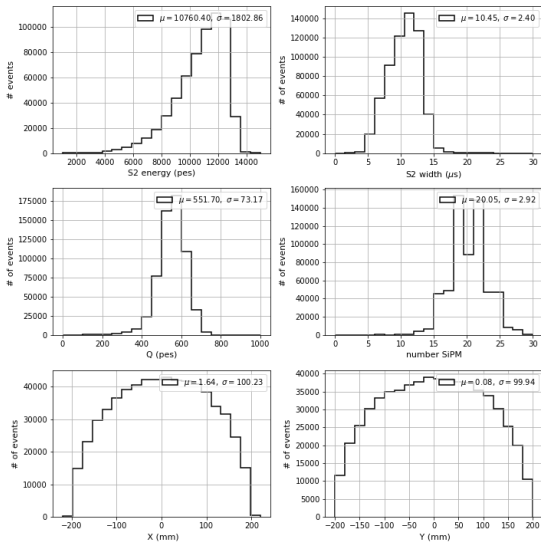 μ = 10760.40, σ = 1802.86
100000
80000
60000
40000
20000
0
# events
2000 4000 6000 8000 10000 12000 14000
S2 energy (pes)
μ = 10.45, σ = 2.40
140000
120000
100000
80000
60000
40000
20000
0
# of events
0 5 10 15 20 25 30
S2 width (μs)
μ = 551.70, σ = 73.17
175000
150000
125000
100000
75000
50000
25000
0
# of events
0 200 400 600 800 1000
Q (pes)
μ = 20.05, σ = 2.92
160000
140000
120000
100000
80000
60000
40000
20000
0
# of events
0 5 10 15 20 25 30
number SiPM
μ = 1.64, σ = 100.23
40000
30000
20000
10000
0
# of events
−200 −100 0 100 200
X (mm)
μ = 0.08, σ = 99.94
40000
35000
30000
25000
20000
15000
10000
5000
0
# of events
−200 −150 −100 −50 0 50 100 150 200
Y (mm)